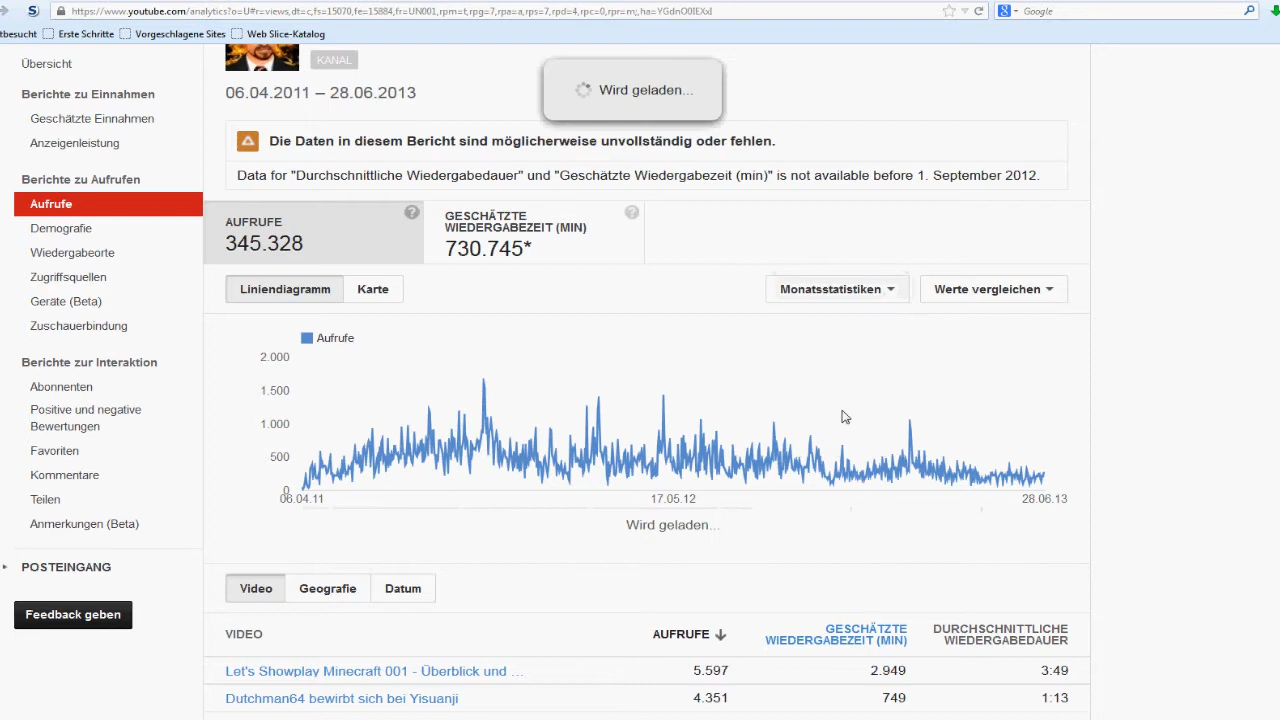 https://www.youtube.com/analytics?o=U#r=views,dt=c,fs=15070,fe=15884,fr=UN001,rpm=t,rpg=7,rpa=a,rps=7,rpd=4,rpc=0,rpr=m;,ha=YGdnO0IEXxI
Google
tbesucht Erste Schritte Vorgeschlagene Sites Web Slice-Katalog
Übersicht
Berichte zu Einnahmen
Geschätzte Einnahmen
Anzeigenleistung
Berichte zu Aufrufen
Aufrufe
Demografie
Wiedergabeorte
Zugriffsquellen
Geräte (Beta)
Zuschauerbindung
Berichte zur Interaktion
Abonnenten
Positive und negative
Bewertungen
Favoriten
Kommentare
Teilen
Anmerkungen (Beta)
POSTEINGANG
Feedback geben
KANAL
Wird geladen...
06.04.2011 – 28.06.2013
Die Daten in diesem Bericht sind möglicherweise unvollständig oder fehlen.
Data for "Durchschnittliche Wiedergabedauer" und "Geschätzte Wiedergabezeit (min)" is not available before 1. September 2012.
AUFRUFE
345.328
GESCHÄTZTE
WIEDERGABEZEIT (MIN)
730.745*
Liniendiagramm Karte
Monatsstatistiken Werte vergleichen
Aufrufe
2.000
1.500
1.000
500
0
06.04.11 17.05.12 28.06.13
Wird geladen...
Video Geografie Datum
VIDEO AUFRUFE GESCHÄTZTE WIEDERGABEZEIT (MIN) DURCHSCHNITTLICHE WIEDERGABEDAUER
Let's Showplay Minecraft 001 - Überblick und ... 5.597 2.949 3:49
Dutchman64 bewirbt sich bei Yisuanji 4.351 749 1:13